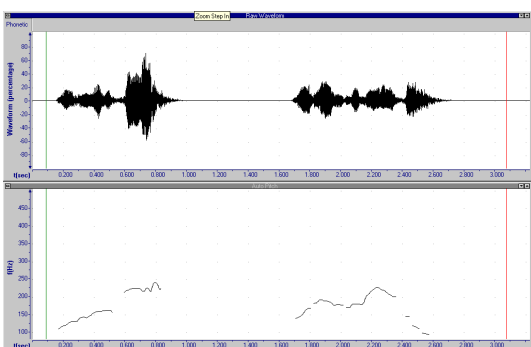 Zoom Step In
Raw Waveform
Phonetic
Waveform (percentage)
80
60
40
20
0
-20
-40
-60
-80
t(sec) 0.200 0.400 0.600 0.800 1.000 1.200 1.400 1.600 1.800 2.000 2.200 2.400 2.600 2.800 3.000
Auto Pitch
f(Hz)
450
400
350
300
250
200
150
100
t(sec) 0.200 0.400 0.600 0.800 1.000 1.200 1.400 1.600 1.800 2.000 2.200 2.400 2.600 2.800 3.000